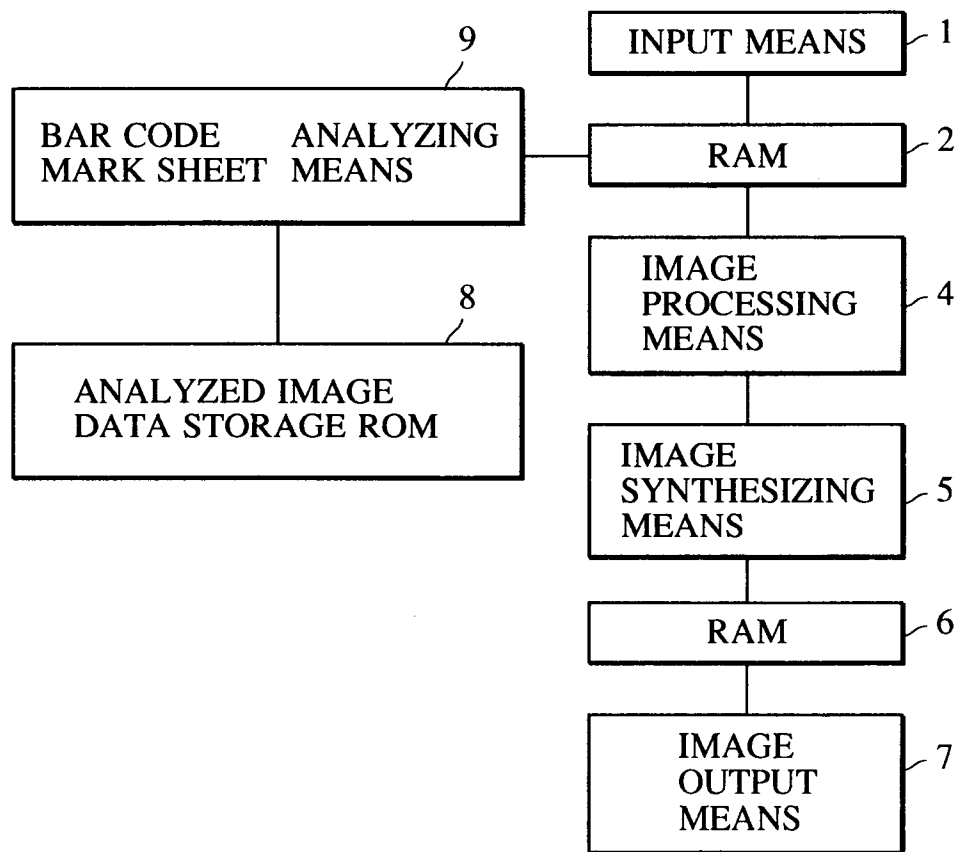 INPUT MEANS
1
RAM
2
9
BAR CODE ANALYZING
MARK SHEET MEANS
IMAGE
PROCESSING
MEANS
4
8
ANALYZED IMAGE
DATA STORAGE ROM
IMAGE
SYNTHESIZING
MEANS
5
RAM
6
IMAGE
OUTPUT
MEANS
7